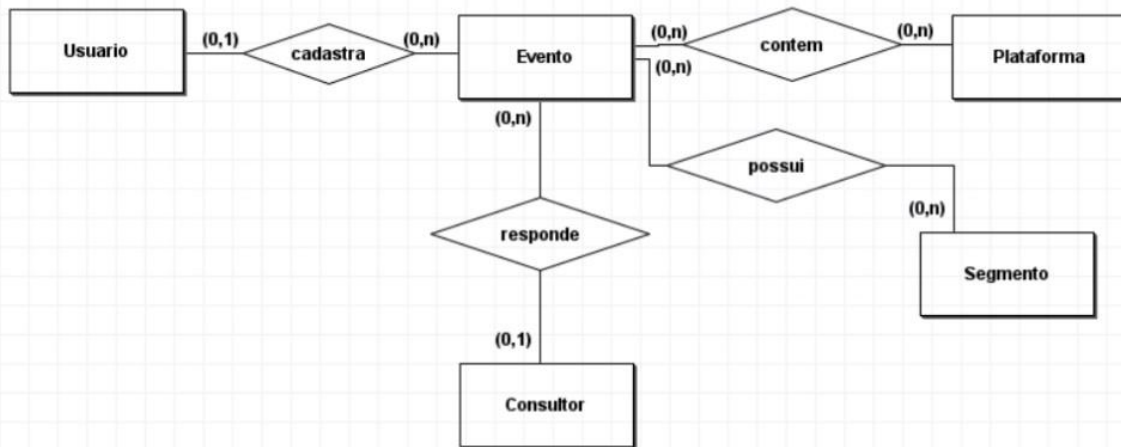 Usuario
(0,1)
cadastra
(0,n)
Evento
(0,n)
contem
(0,n)
Plataforma
(0,n)
possui
(0,n)
Segmento
(0,n)
responde
(0,1)
Consultor